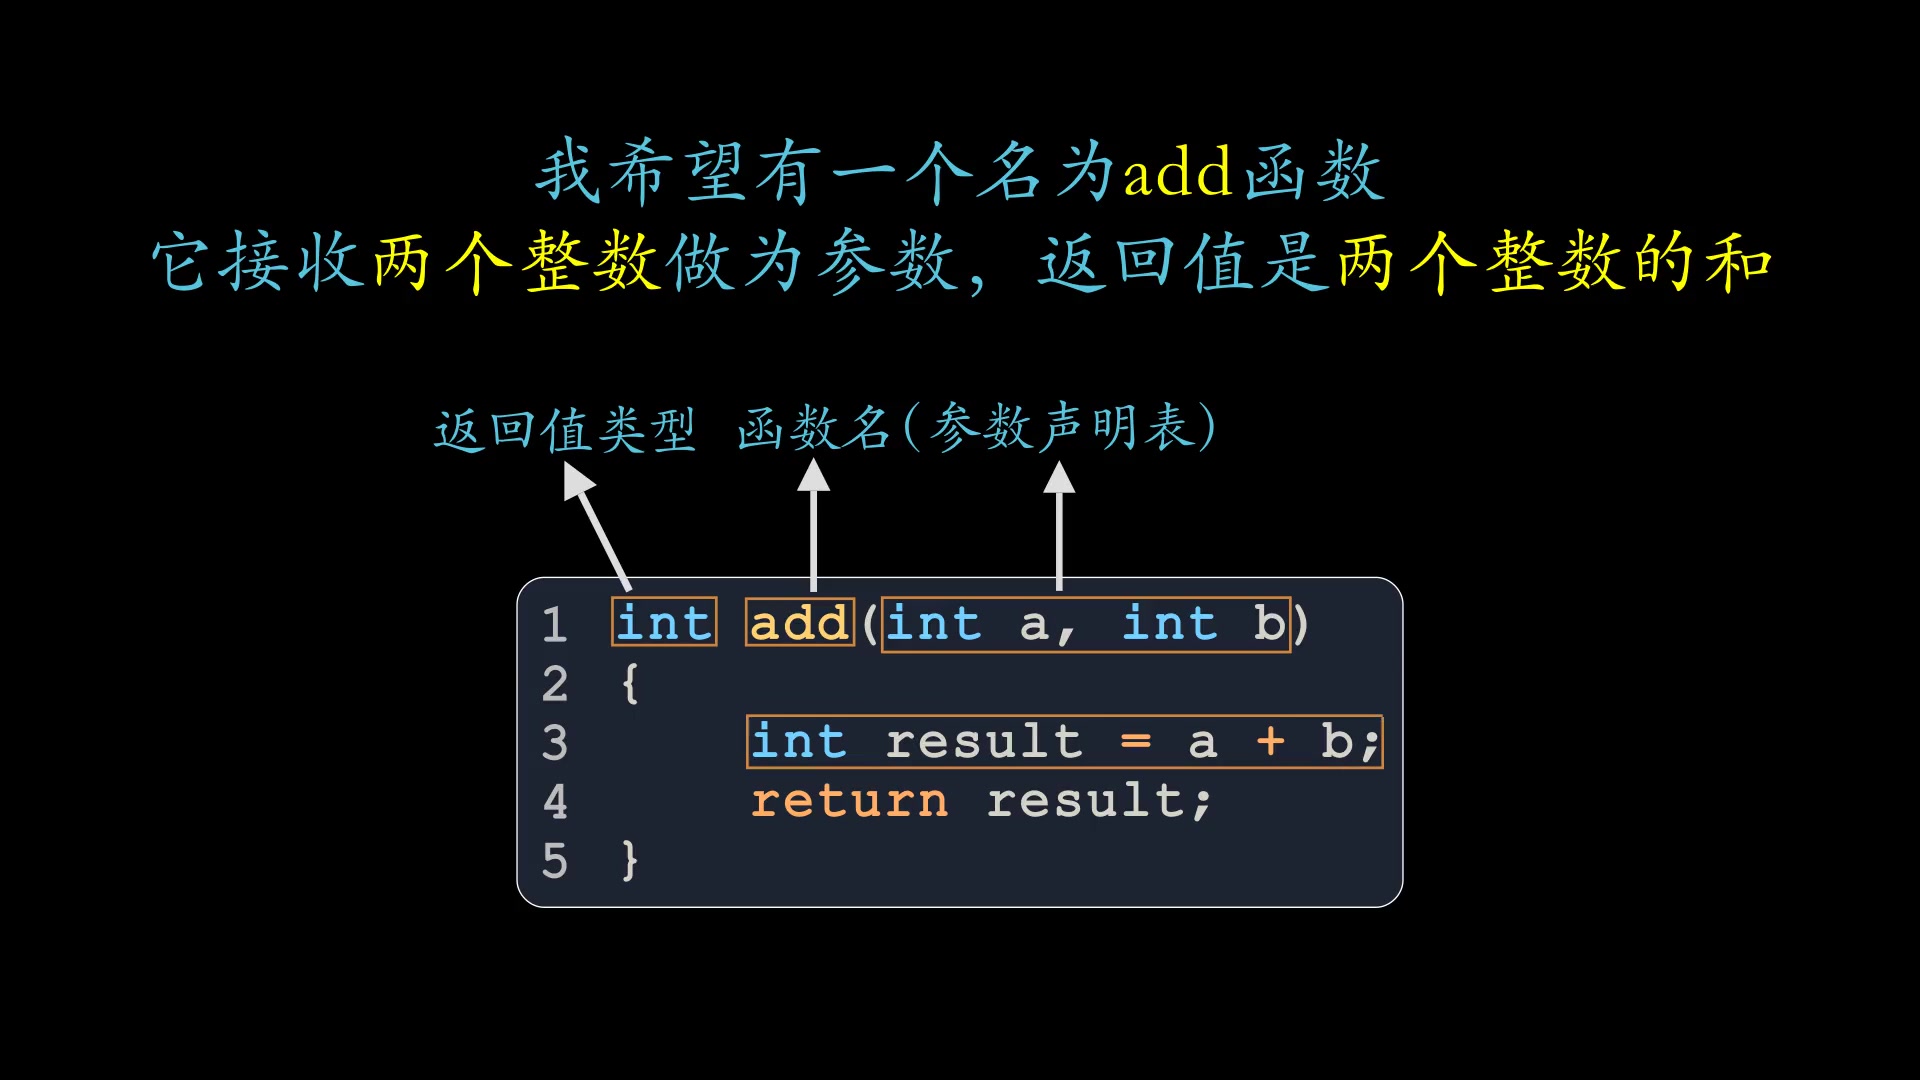 我希望有一个名为add函数
它接收两个整数做为参数，返回值是两个整数的和
返回值类型 函数名(参数声明表)
1 int add(int a, int b)
2 {
3     int result = a + b;
4     return result;
5 }